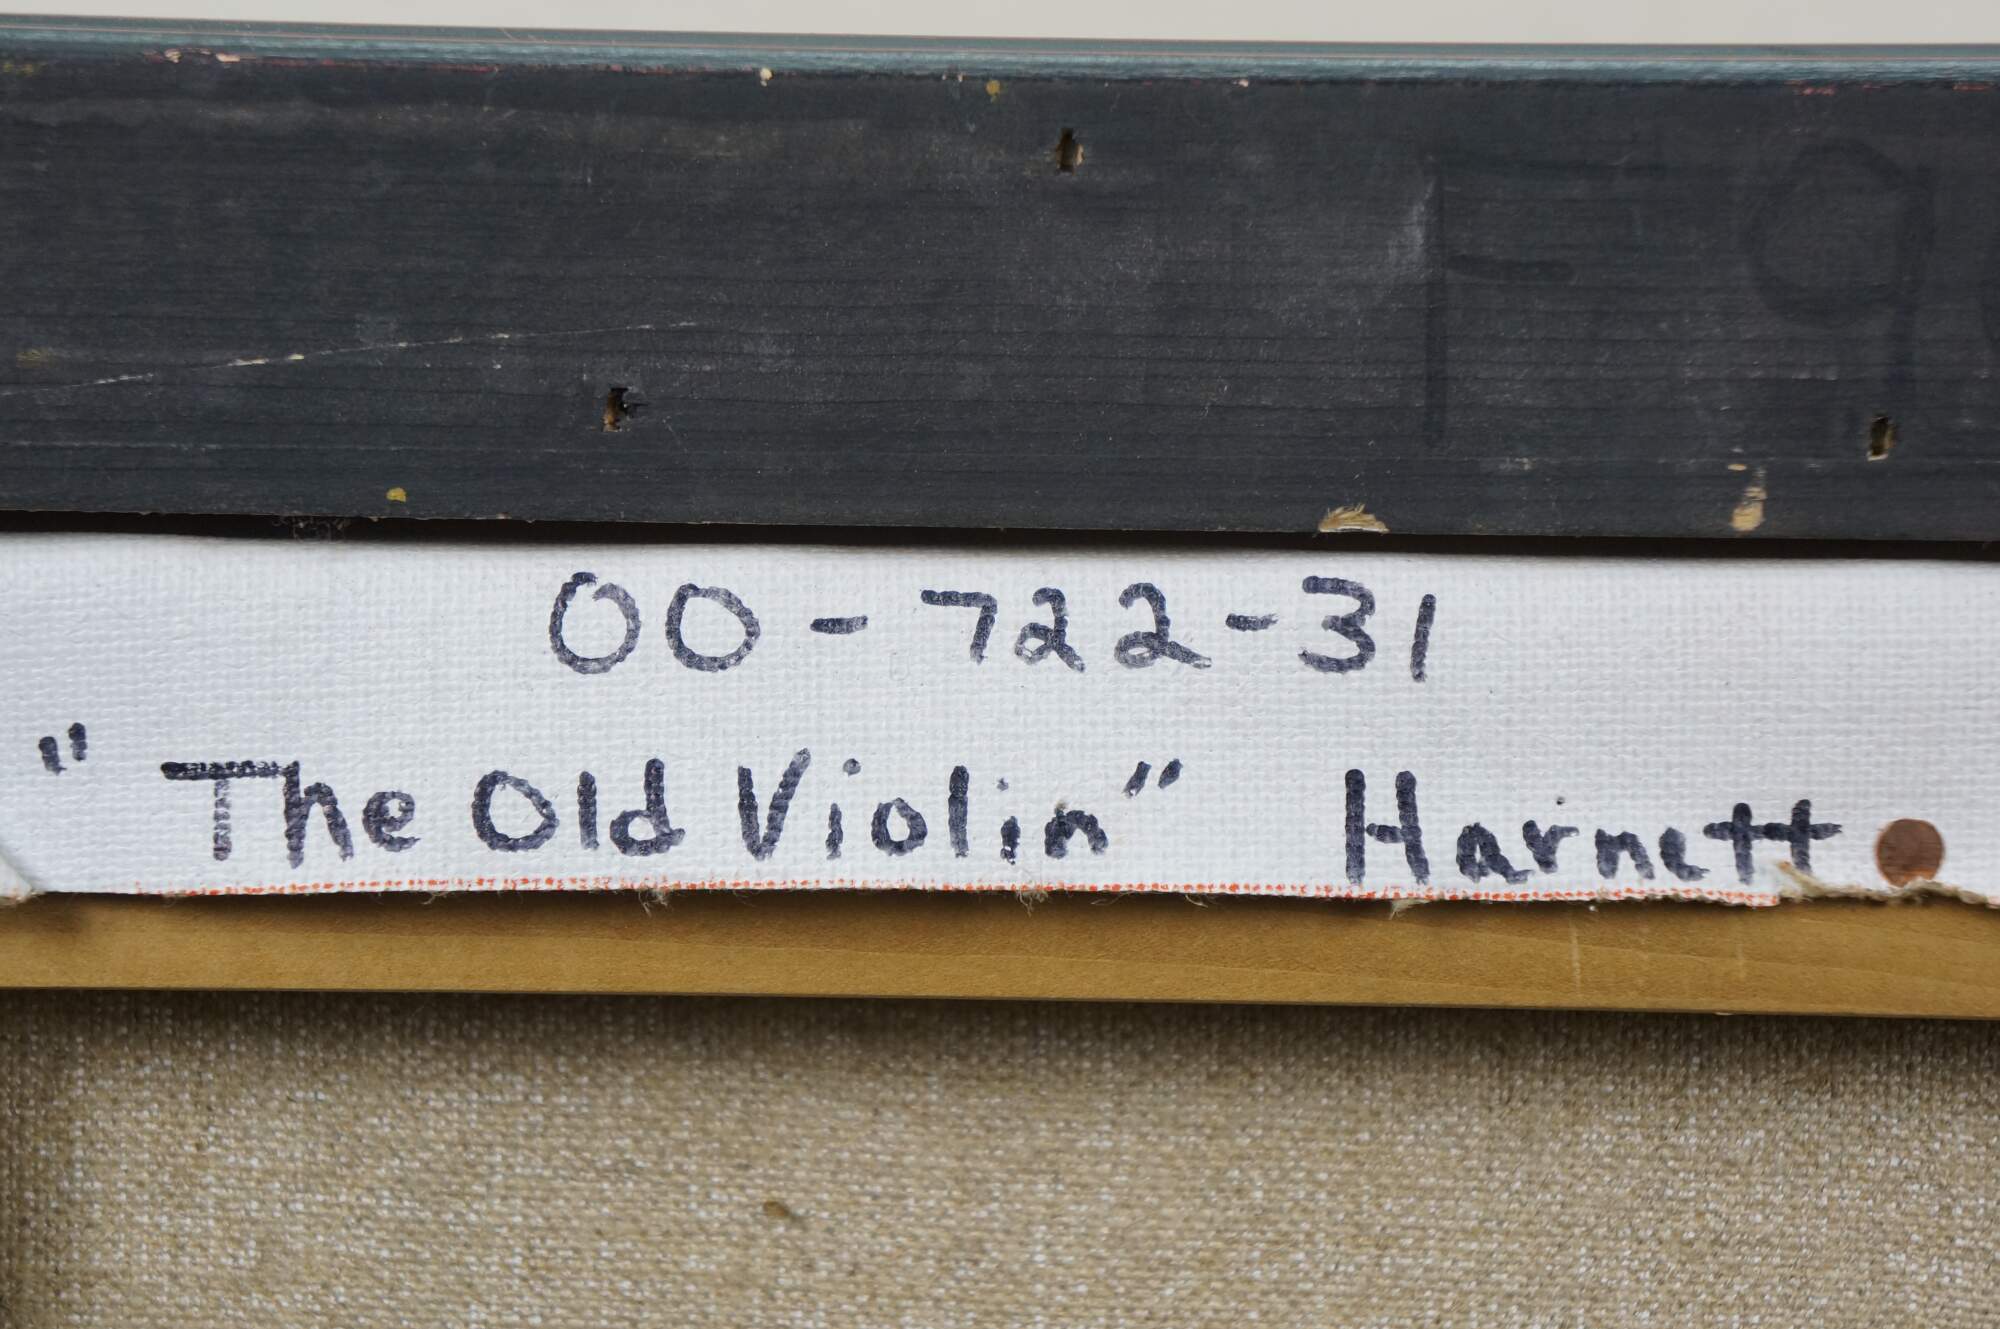 00-722-31
"The Old Violin" Harnett